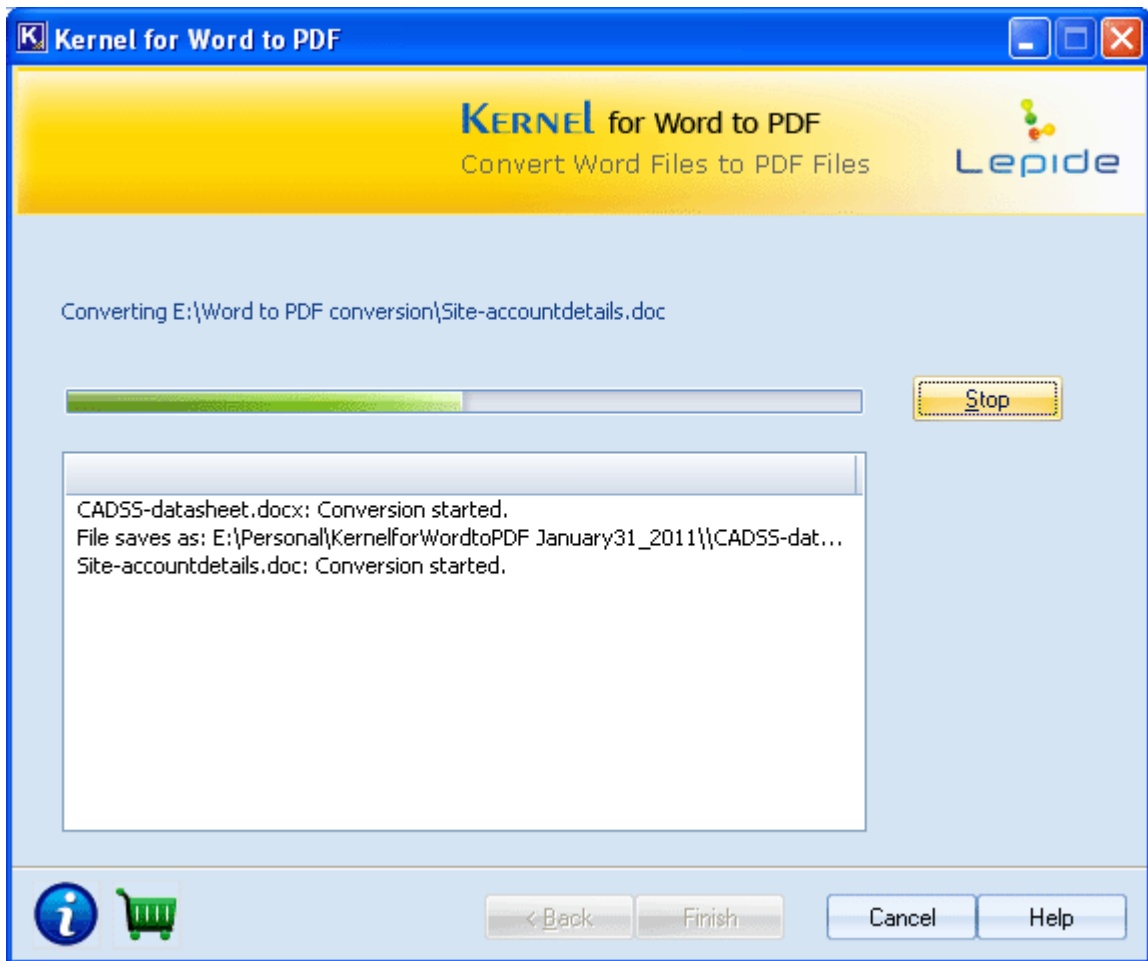 Kernel for Word to PDF
KERNEL for Word to PDF
Convert Word Files to PDF Files
Lepide
Converting E:\Word to PDF conversion\Site-accountdetails.doc
Stop
CADSS-datasheet.docx: Conversion started.
File saves as: E:\Personal\KernelforWordtoPDF January31_2011\\CADSS-dat...
Site-accountdetails.doc: Conversion started.
< Back
Finish
Cancel
Help